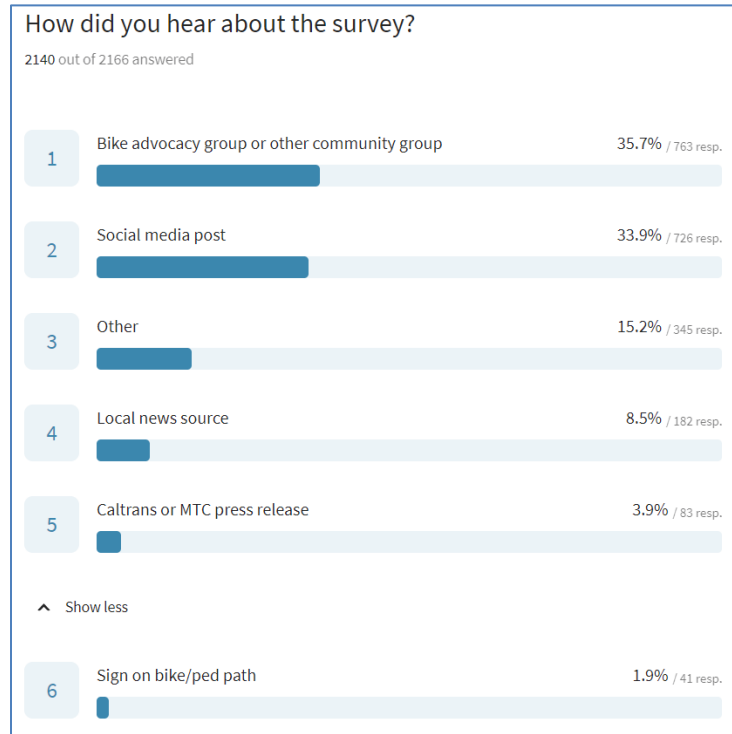 How did you hear about the survey?
2140 out of 2166 answered
1 Bike advocacy group or other community group 35.7% / 763 resp.
2 Social media post 33.9% / 726 resp.
3 Other 15.2% / 345 resp.
4 Local news source 8.5% / 182 resp.
5 Caltrans or MTC press release 3.9% / 83 resp.
Show less
6 Sign on bike/ped path 1.9% / 41 resp.